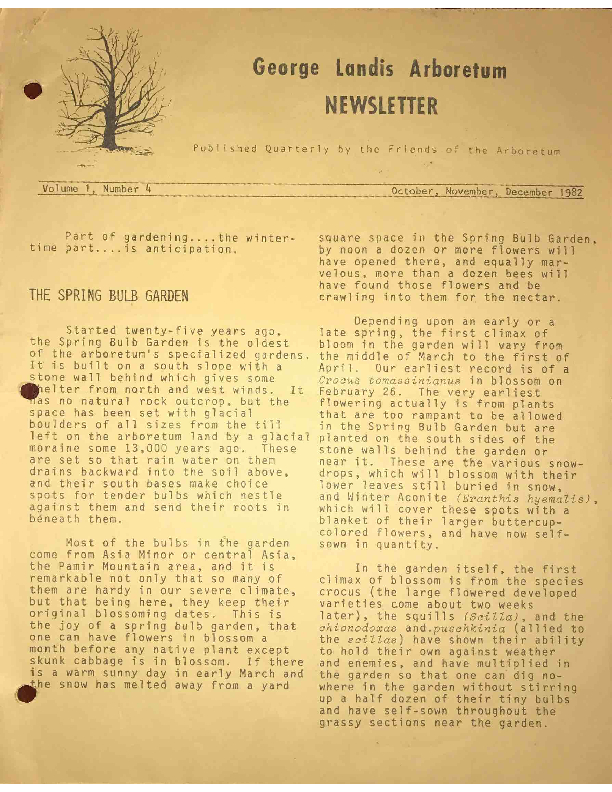 George Landis Arboretum
NEWSLETTER
Published Quarterly by the Friends of the Arboretum
Volume 1, Number 4
October, November, December 1982
Part of gardening....the winter-
time part....is anticipation.
THE SPRING BULB GARDEN
Started twenty-five years ago,
the Spring Bulb Garden is the oldest
of the arboretum's specialized gardens.
It is built on a south slope with a
stone wall behind which gives some
shelter from north and west winds. It
has no natural rock outcrop, but the
space has been set with glacial
boulders of all sizes from the till
left on the arboretum land by a glacial
moraine some 13,000 years ago. These
are set so that rain water on them
drains backward into the soil above,
and their south bases make choice
spots for tender bulbs which nestle
against them and send their roots in
beneath them.
Most of the bulbs in the garden
come from Asia Minor or central Asia,
the Pamir Mountain area, and it is
remarkable not only that so many of
them are hardy in our severe climate,
but that being here, they keep their
original blossoming dates. This is
the joy of a spring bulb garden, that
one can have flowers in blossom a
month before any native plant except
skunk cabbage is in blossom. If there
is a warm sunny day in early March and
the snow has melted away from a yard
square space in the Spring Bulb Garden,
by noon a dozen or more flowers will
have opened there, and equally mar-
velous, more than a dozen bees will
have found those flowers and be
crawling into them for the nectar.
Depending upon an early or a
late spring, the first climax of
bloom in the garden will vary from
the middle of March to the first of
April. Our earliest record is of a
Crocus tomassinianus in blossom on
February 26. The very earliest
flowering actually is from plants
that are too rampant to be allowed
in the Spring Bulb Garden but are
planted on the south sides of the
stone walls behind the garden or
near it. These are the various snow-
drops, which will blossom with their
lower leaves still buried in snow,
and Winter Aconite (Eranthis hyemalis),
which will cover these spots with a
blanket of their larger buttercup-
colored flowers, and have now self-
sown in quantity.
In the garden itself, the first
climax of blossom is from the species
crocus (the large flowered developed
varieties come about two weeks
later), the squills (Scilla), and the
chionodoxae and puschkinia (allied to
the scillae) have shown their ability
to hold their own against weather
and enemies, and have multiplied in
the garden so that one can dig no-
where in the garden without stirring
up a half dozen of their tiny bulbs
and have self-sown throughout the
grassy sections near the garden.